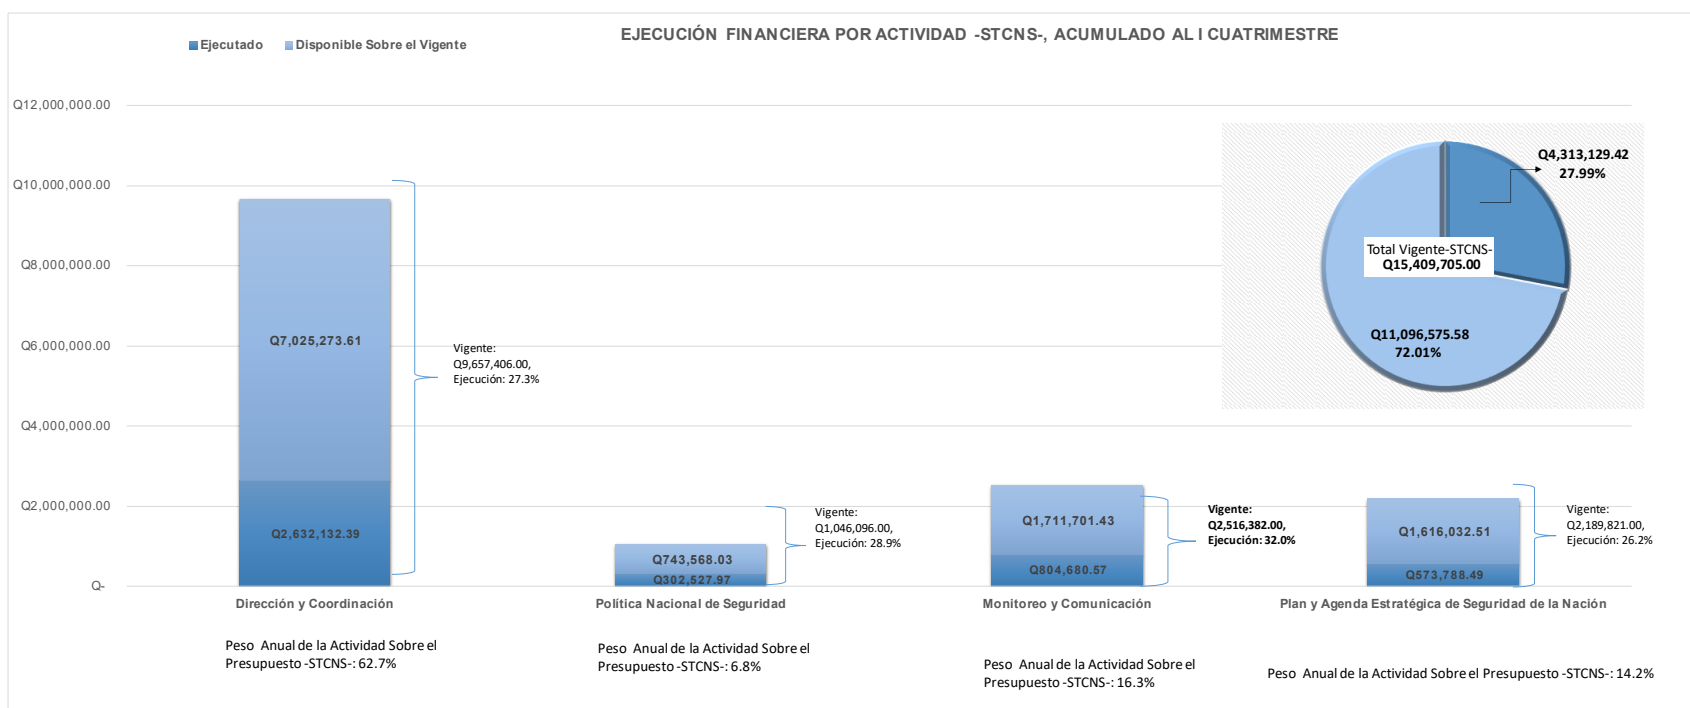 EJECUCIÓN FINANCIERA POR ACTIVIDAD -STCNS-, ACUMULADO AL I CUATRIMESTRE
Ejecutado
Disponible Sobre el Vigente
Q12,000,000.00
Q10,000,000.00
Q8,000,000.00
Q6,000,000.00
Q4,000,000.00
Q2,000,000.00
Q-
Q7,025,273.61
Q2,632,132.39
Vigente:
Q9,657,406.00,
Ejecución: 27.3%
Q743,568.03
Q302,527.97
Vigente:
Q1,046,096.00,
Ejecución: 28.9%
Q1,711,701.43
Q804,680.57
Vigente:
Q2,516,382.00,
Ejecución: 32.0%
Q1,616,032.51
Q573,788.49
Vigente:
Q2,189,821.00,
Ejecución: 26.2%
Q4,313,129.42
27.99%
Total Vigente-STCNS-
Q15,409,705.00
Q11,096,575.58
72.01%
Dirección y Coordinación
Política Nacional de Seguridad
Monitoreo y Comunicación
Plan y Agenda Estratégica de Seguridad de la Nación
Peso Anual de la Actividad Sobre el
Presupuesto -STCNS-: 62.7%
Peso Anual de la Actividad Sobre el
Presupuesto -STCNS-: 6.8%
Peso Anual de la Actividad Sobre el
Presupuesto -STCNS-: 16.3%
Peso Anual de la Actividad Sobre el Presupuesto -STCNS-: 14.2%